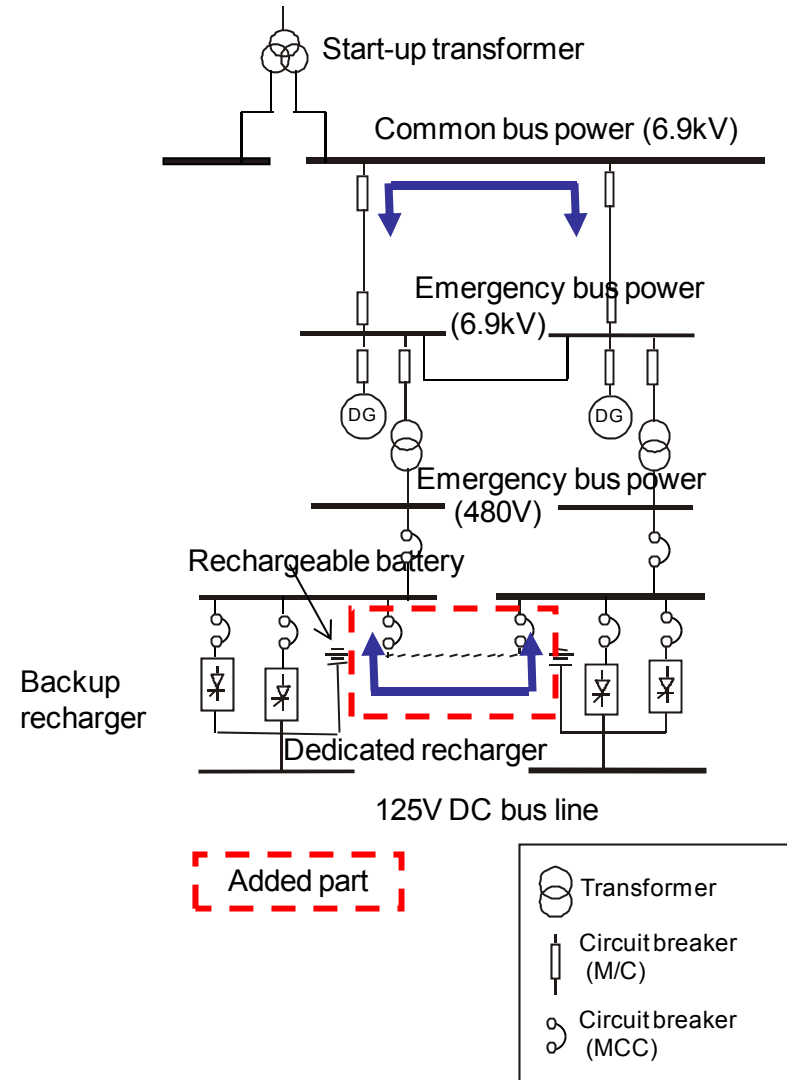 Start-up transformer
Common bus power (6.9kV)
Emergency bus power
(6.9kV)
DG
DG
Emergency bus power
(480V)
Rechargeable battery
Backup
recharger
Dedicated recharger
125V DC bus line
Added part
Transformer
Circuit breaker
(M/C)
Circuit breaker
(MCC)